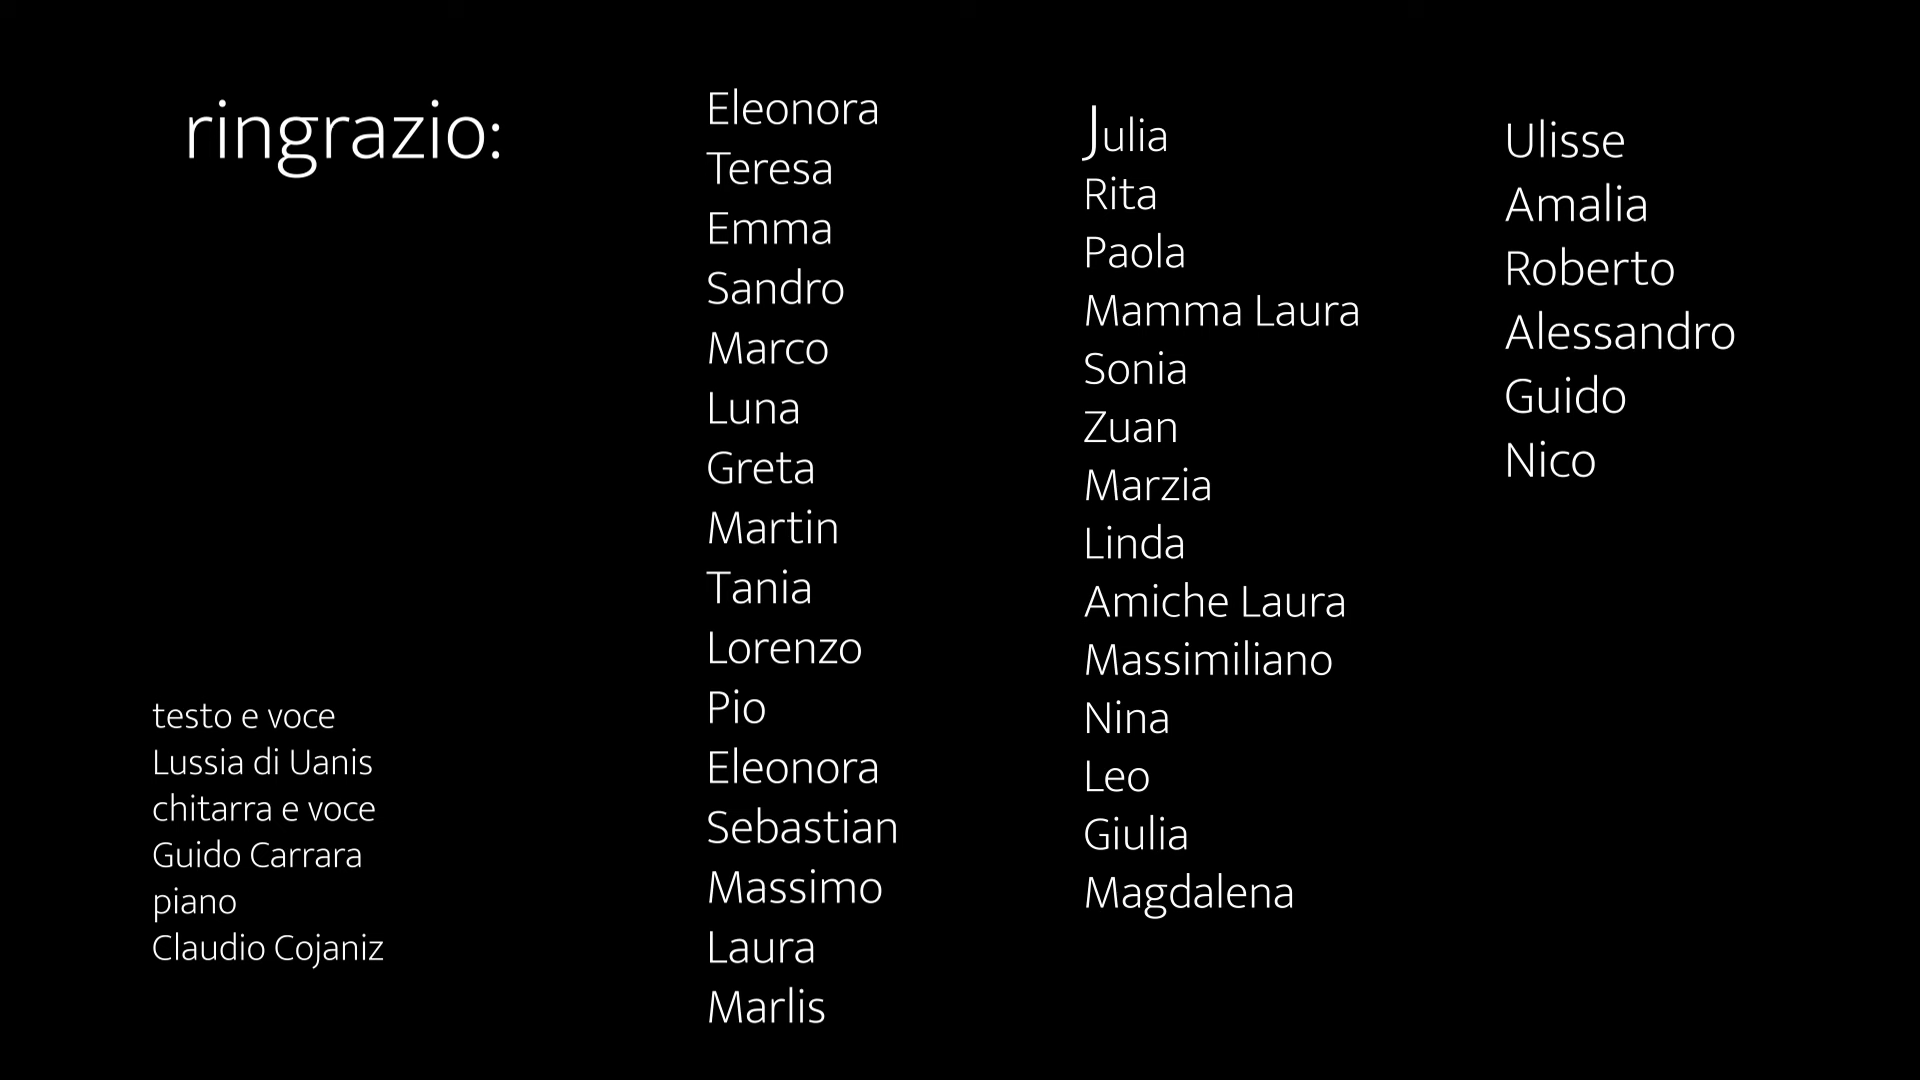 ringrazio:
testo e voce
Lussia di Uanis
chitarra e voce
Guido Carrara
piano
Claudio Cojaniz
Eleonora
Teresa
Emma
Sandro
Marco
Luna
Greta
Martin
Tania
Lorenzo
Pio
Eleonora
Sebastian
Massimo
Laura
Marlis
Julia
Rita
Paola
Mamma Laura
Sonia
Zuan
Marzia
Linda
Amiche Laura
Massimiliano
Nina
Leo
Giulia
Magdalena
Ulisse
Amalia
Roberto
Alessandro
Guido
Nico